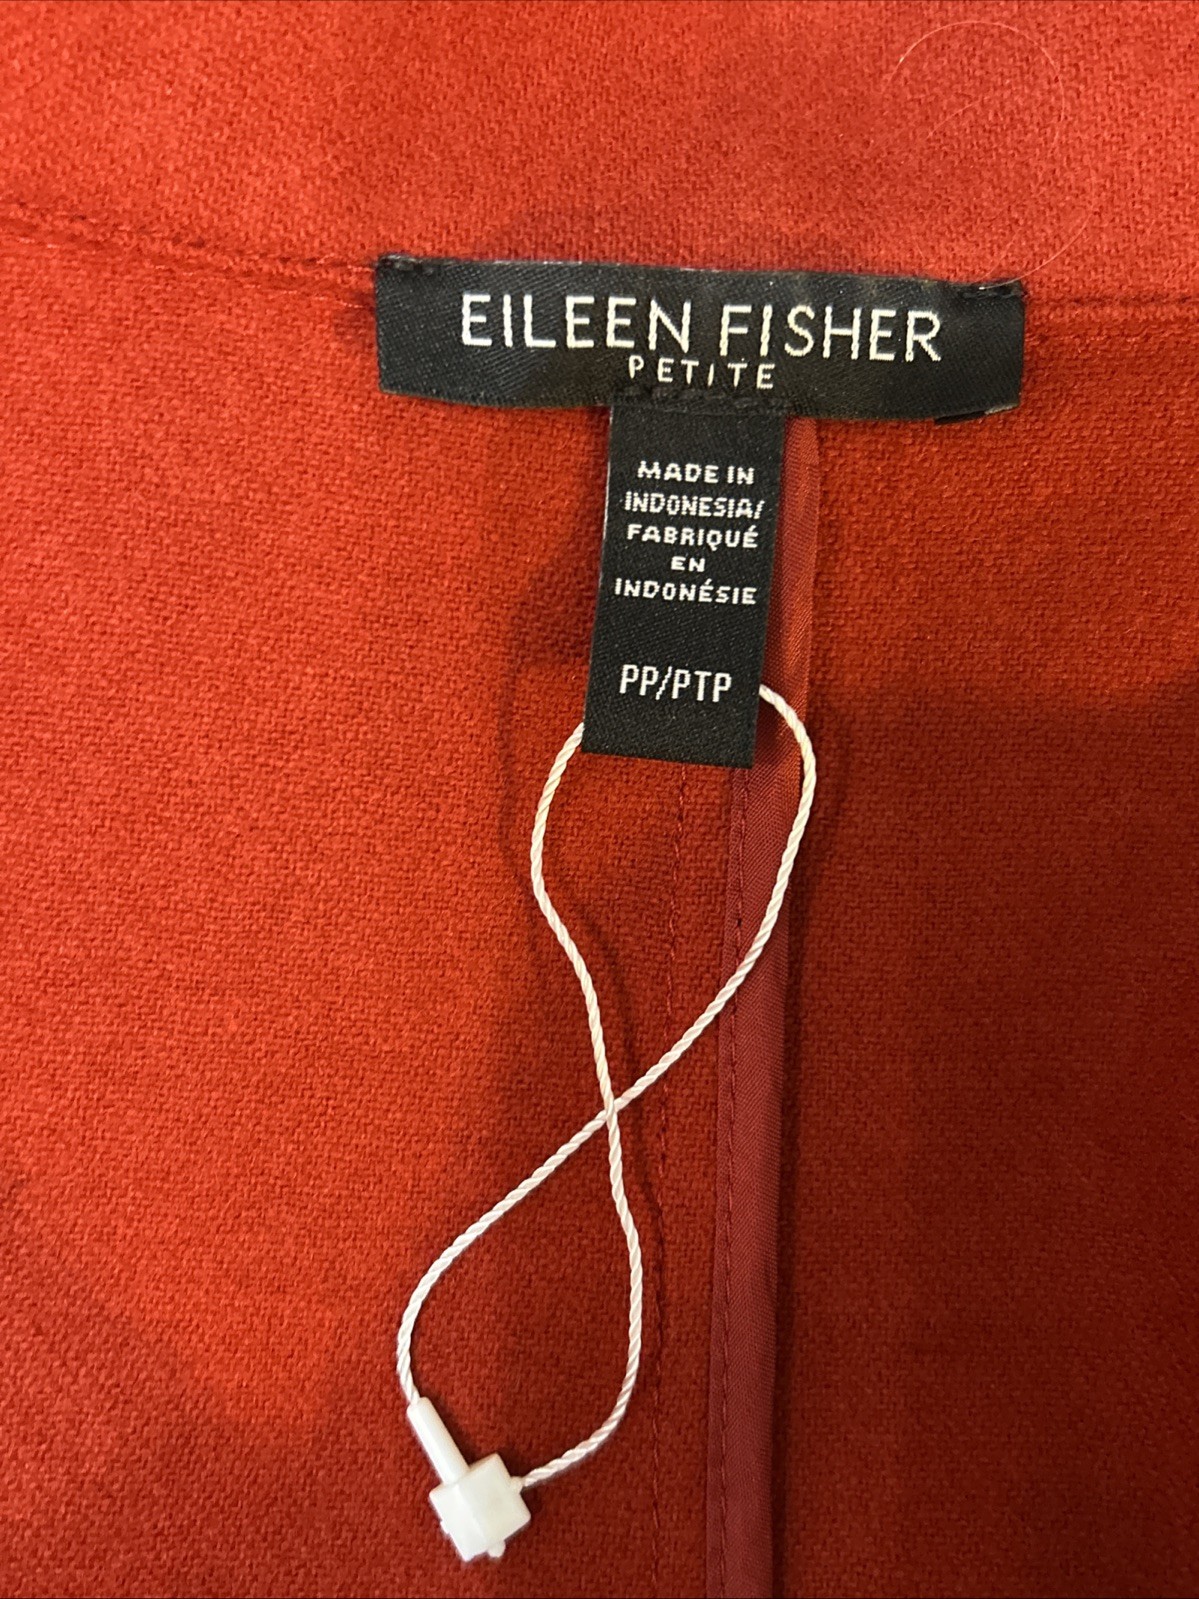 EILEEN FISHER
PETITE
MADE IN
INDONESIA/
FABRIQUÉ
EN
INDONÉSIE
PP/PTP